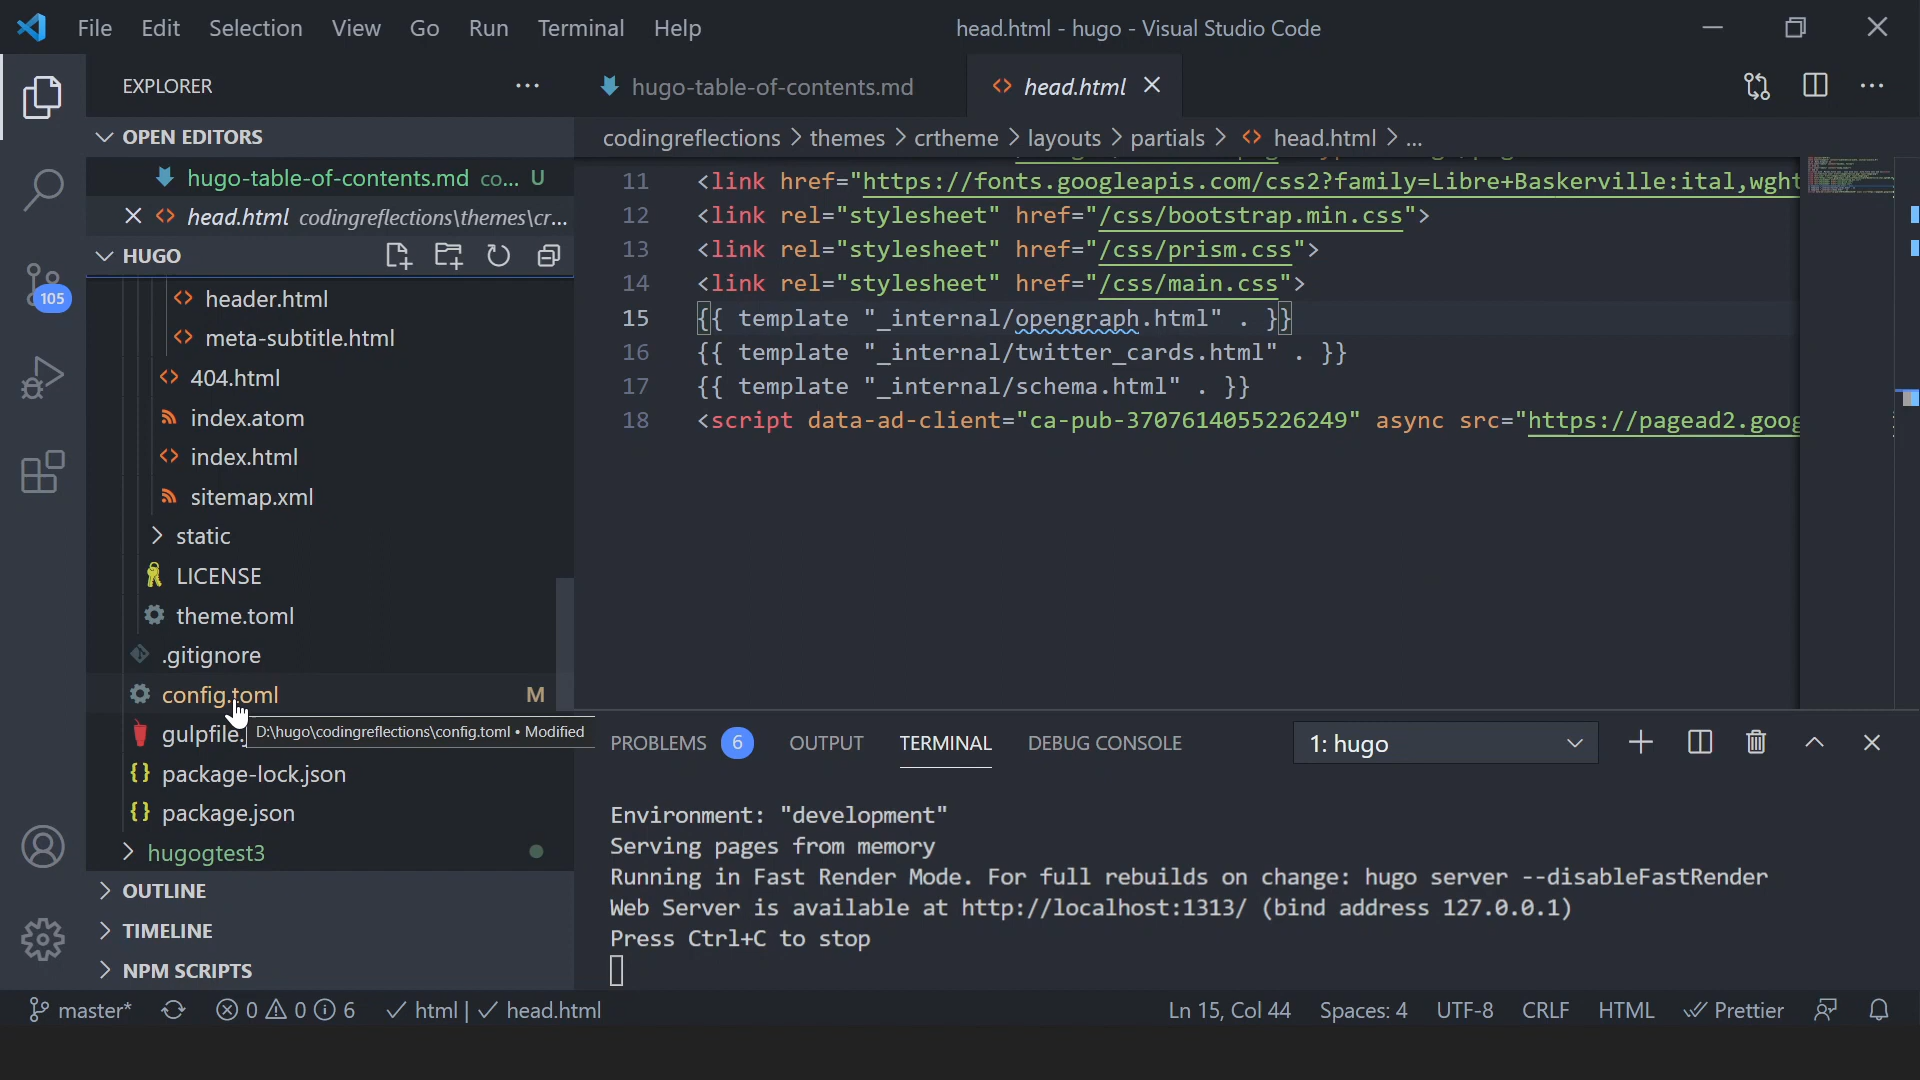 File Edit Selection View Go Run Terminal Help
head.html - hugo - Visual Studio Code
EXPLORER
OPEN EDITORS
hugo-table-of-contents.md co... U
head.html codingreflections\themes\cr...
HUGO
header.html
meta-subtitle.html
404.html
index.atom
index.html
sitemap.xml
static
LICENSE
theme.toml
.gitignore
config.toml M
gulpfile.
D:\hugo\codingreflections\config.toml • Modified
package-lock.json
package.json
hugogtest3
OUTLINE
TIMELINE
NPM SCRIPTS
105
hugo-table-of-contents.md
head.html
codingreflections > themes > crtheme > layouts > partials > head.html > ...
11 <link href="https://fonts.googleapis.com/css2?family=Libre+Baskerville:ital,wght
12 <link rel="stylesheet" href="/css/bootstrap.min.css">
13 <link rel="stylesheet" href="/css/prism.css">
14 <link rel="stylesheet" href="/css/main.css">
15 {{ template "_internal/opengraph.html" . }}
16 {{ template "_internal/twitter_cards.html" . }}
17 {{ template "_internal/schema.html" . }}
18 <script data-ad-client="ca-pub-3707614055226249" async src="https://pagead2.goog
PROBLEMS 6 OUTPUT TERMINAL DEBUG CONSOLE
1: hugo
Environment: "development"
Serving pages from memory
Running in Fast Render Mode. For full rebuilds on change: hugo server --disableFastRender
Web Server is available at http://localhost:1313/ (bind address 127.0.0.1)
Press Ctrl+C to stop
master* 0 0 6 html | head.html
Ln 15, Col 44 Spaces: 4 UTF-8 CRLF HTML Prettier